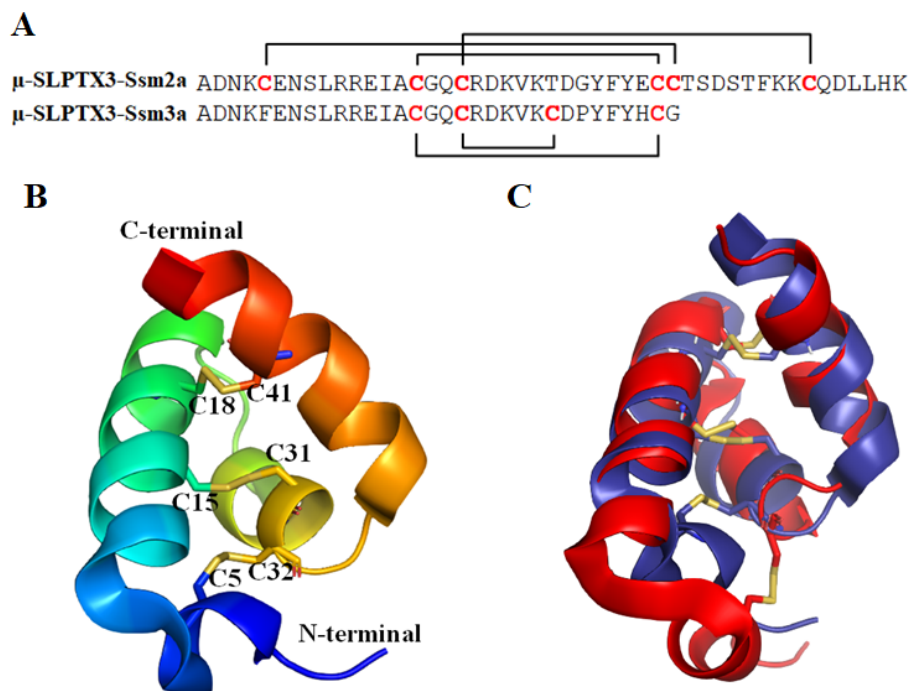 A
μ-SLPTX3-Ssm2a ADNKCENSLRREIACGQCRDKVKTDGYFYECCTSDSTFKKCQDLLHK
μ-SLPTX3-Ssm3a ADNKFENSLRREIACGQCRDKVKCDPYFYHCG
B
C
C-terminal
C18
C41
C31
C15
C5
C32
N-terminal